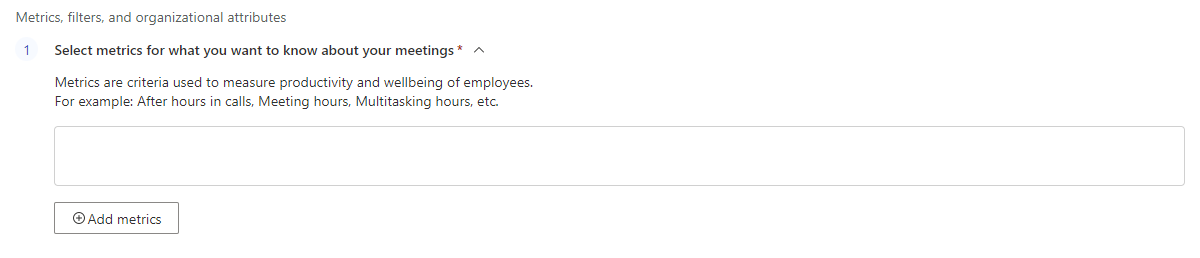 Metrics, filters, and organizational attributes
1 Select metrics for what you want to know about your meetings *
Metrics are criteria used to measure productivity and wellbeing of employees.
For example: After hours in calls, Meeting hours, Multitasking hours, etc.
Add metrics